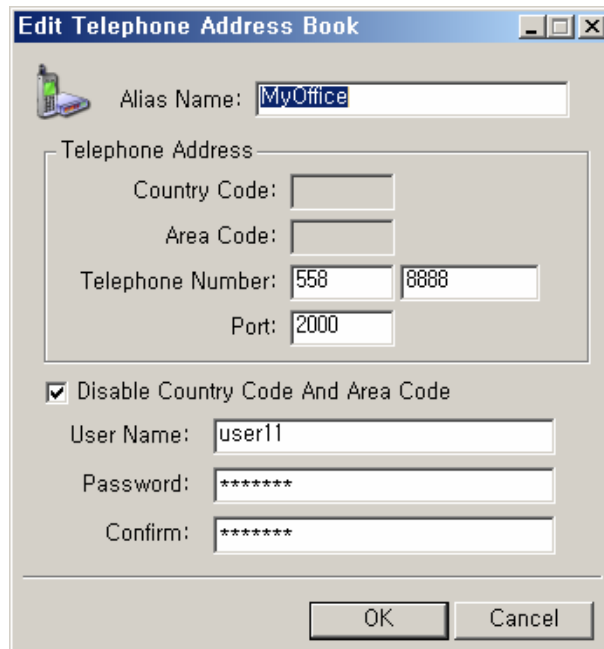 Edit Telephone Address Book
Alias Name: MyOffice
Telephone Address
Country Code:
Area Code:
Telephone Number: 558 8888
Port: 2000
Disable Country Code And Area Code
User Name: user11
Password: *******
Confirm: *******
OK Cancel